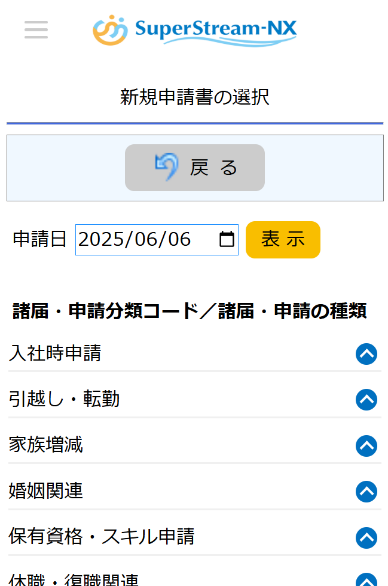 SuperStream-NX
新規申請書の選択
戻 る
申請日 2025/06/06 表 示
諸届・申請分類コード／諸届・申請の種類
入社時申請
引越し・転勤
家族増減
婚姻関連
保有資格・スキル申請
休職・復職関連